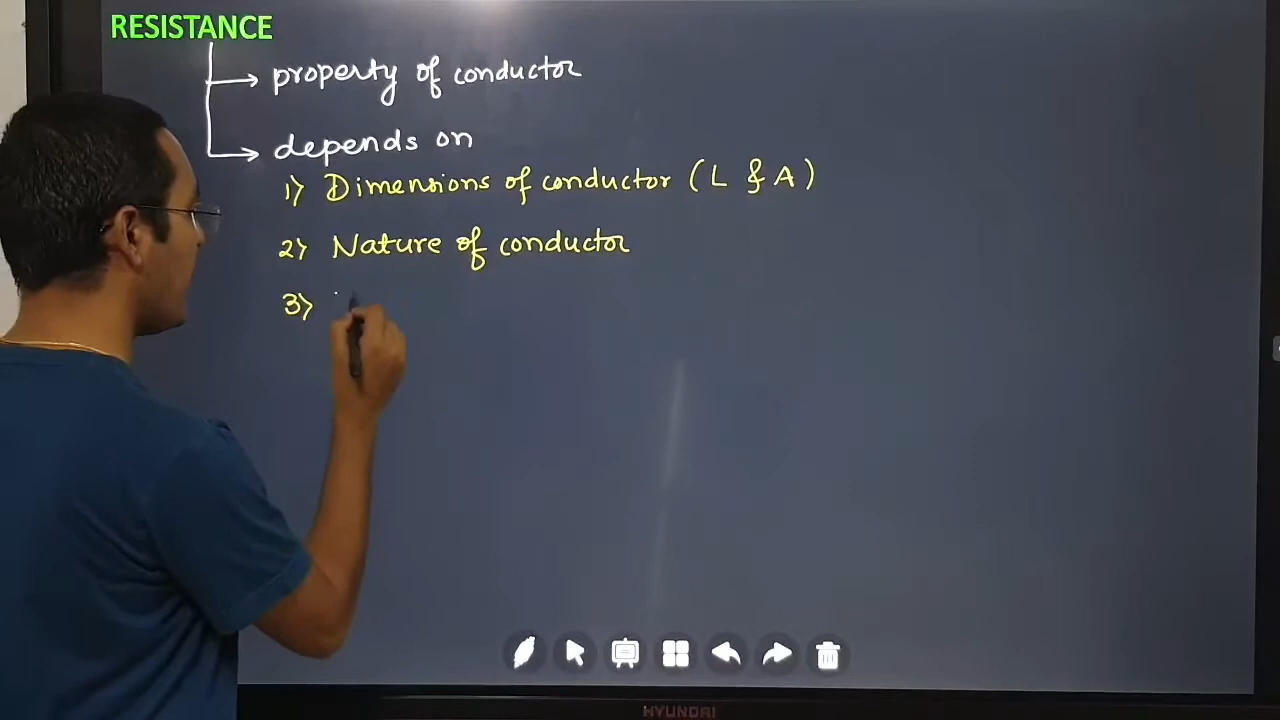 RESISTANCE
property of conductor
depends on
1) Dimensions of conductor ( L & A )
2) Nature of conductor
3)
HYUNDAI